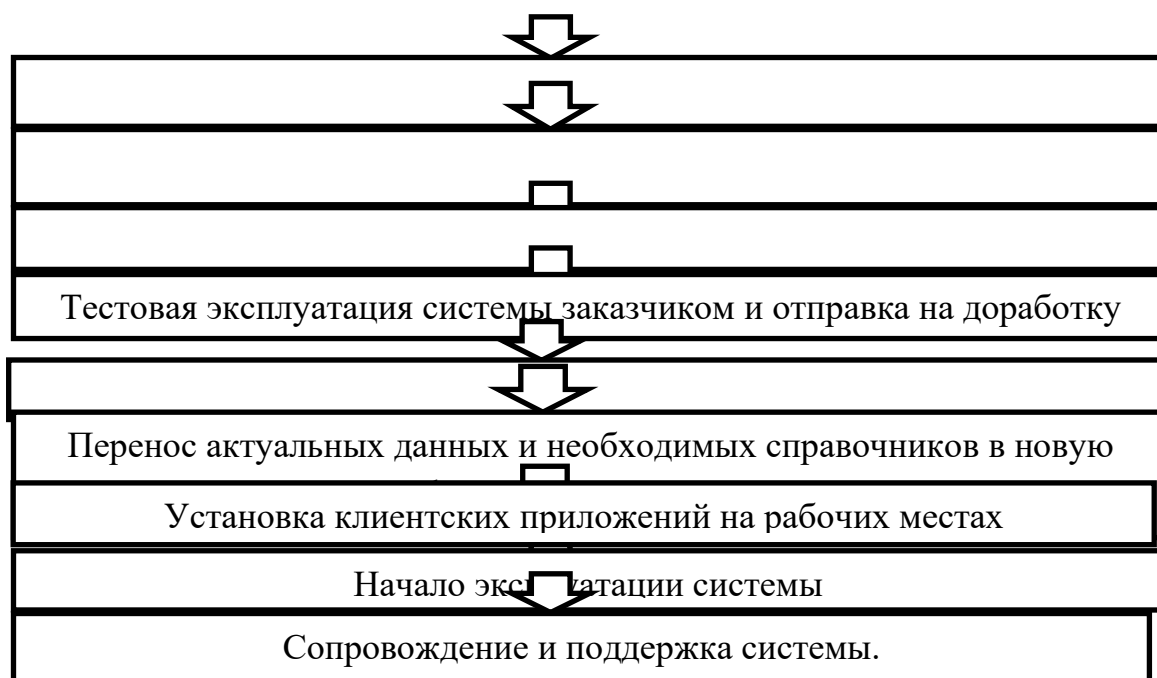 Тестовая эксплуатация системы заказчиком и отправка на доработку
Перенос актуальных данных и необходимых справочников в новую
Установка клиентских приложений на рабочих местах
Начало эксплуатации системы
Сопровождение и поддержка системы.